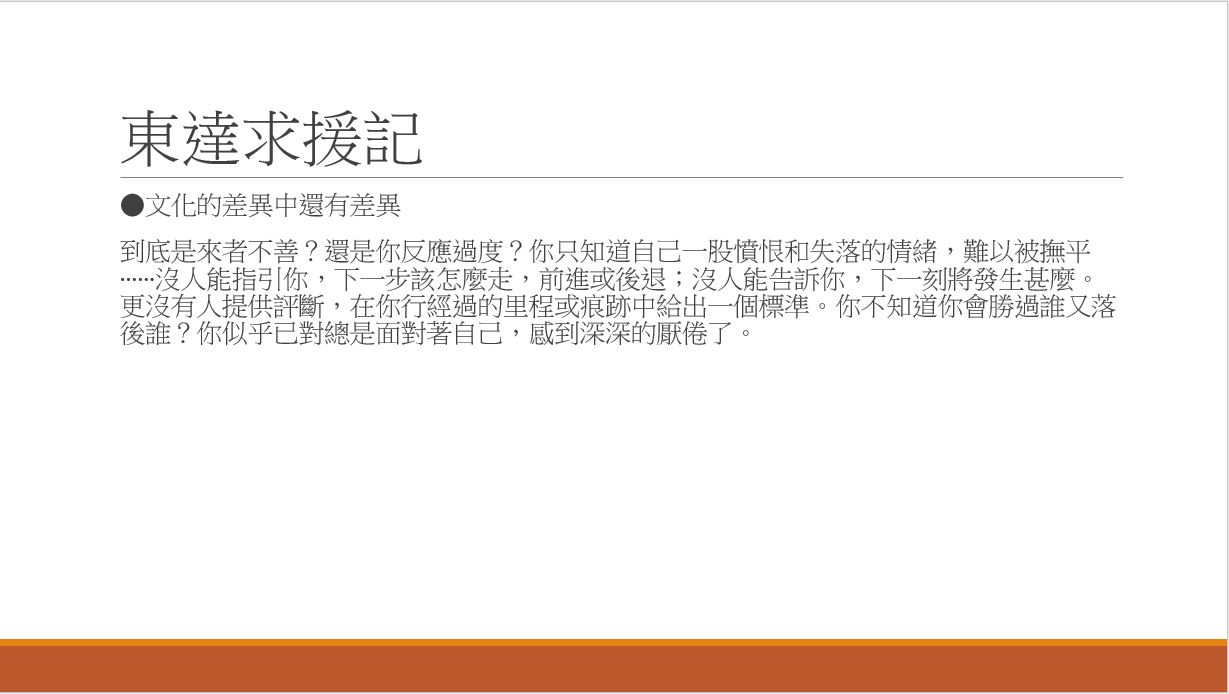 東達求援記
●文化的差異中還有差異
到底是來者不善？還是你反應過度？你只知道自己一股憤恨和失落的情緒，難以被撫平
……沒人能指引你，下一步該怎麼走，前進或後退；沒人能告訴你，下一刻將發生甚麼。
更沒有人提供評斷，在你行經過的里程或痕跡中給出一個標準。你不知道你會勝過誰又落
後誰？你似乎已對總是面對著自己，感到深深的厭倦了。